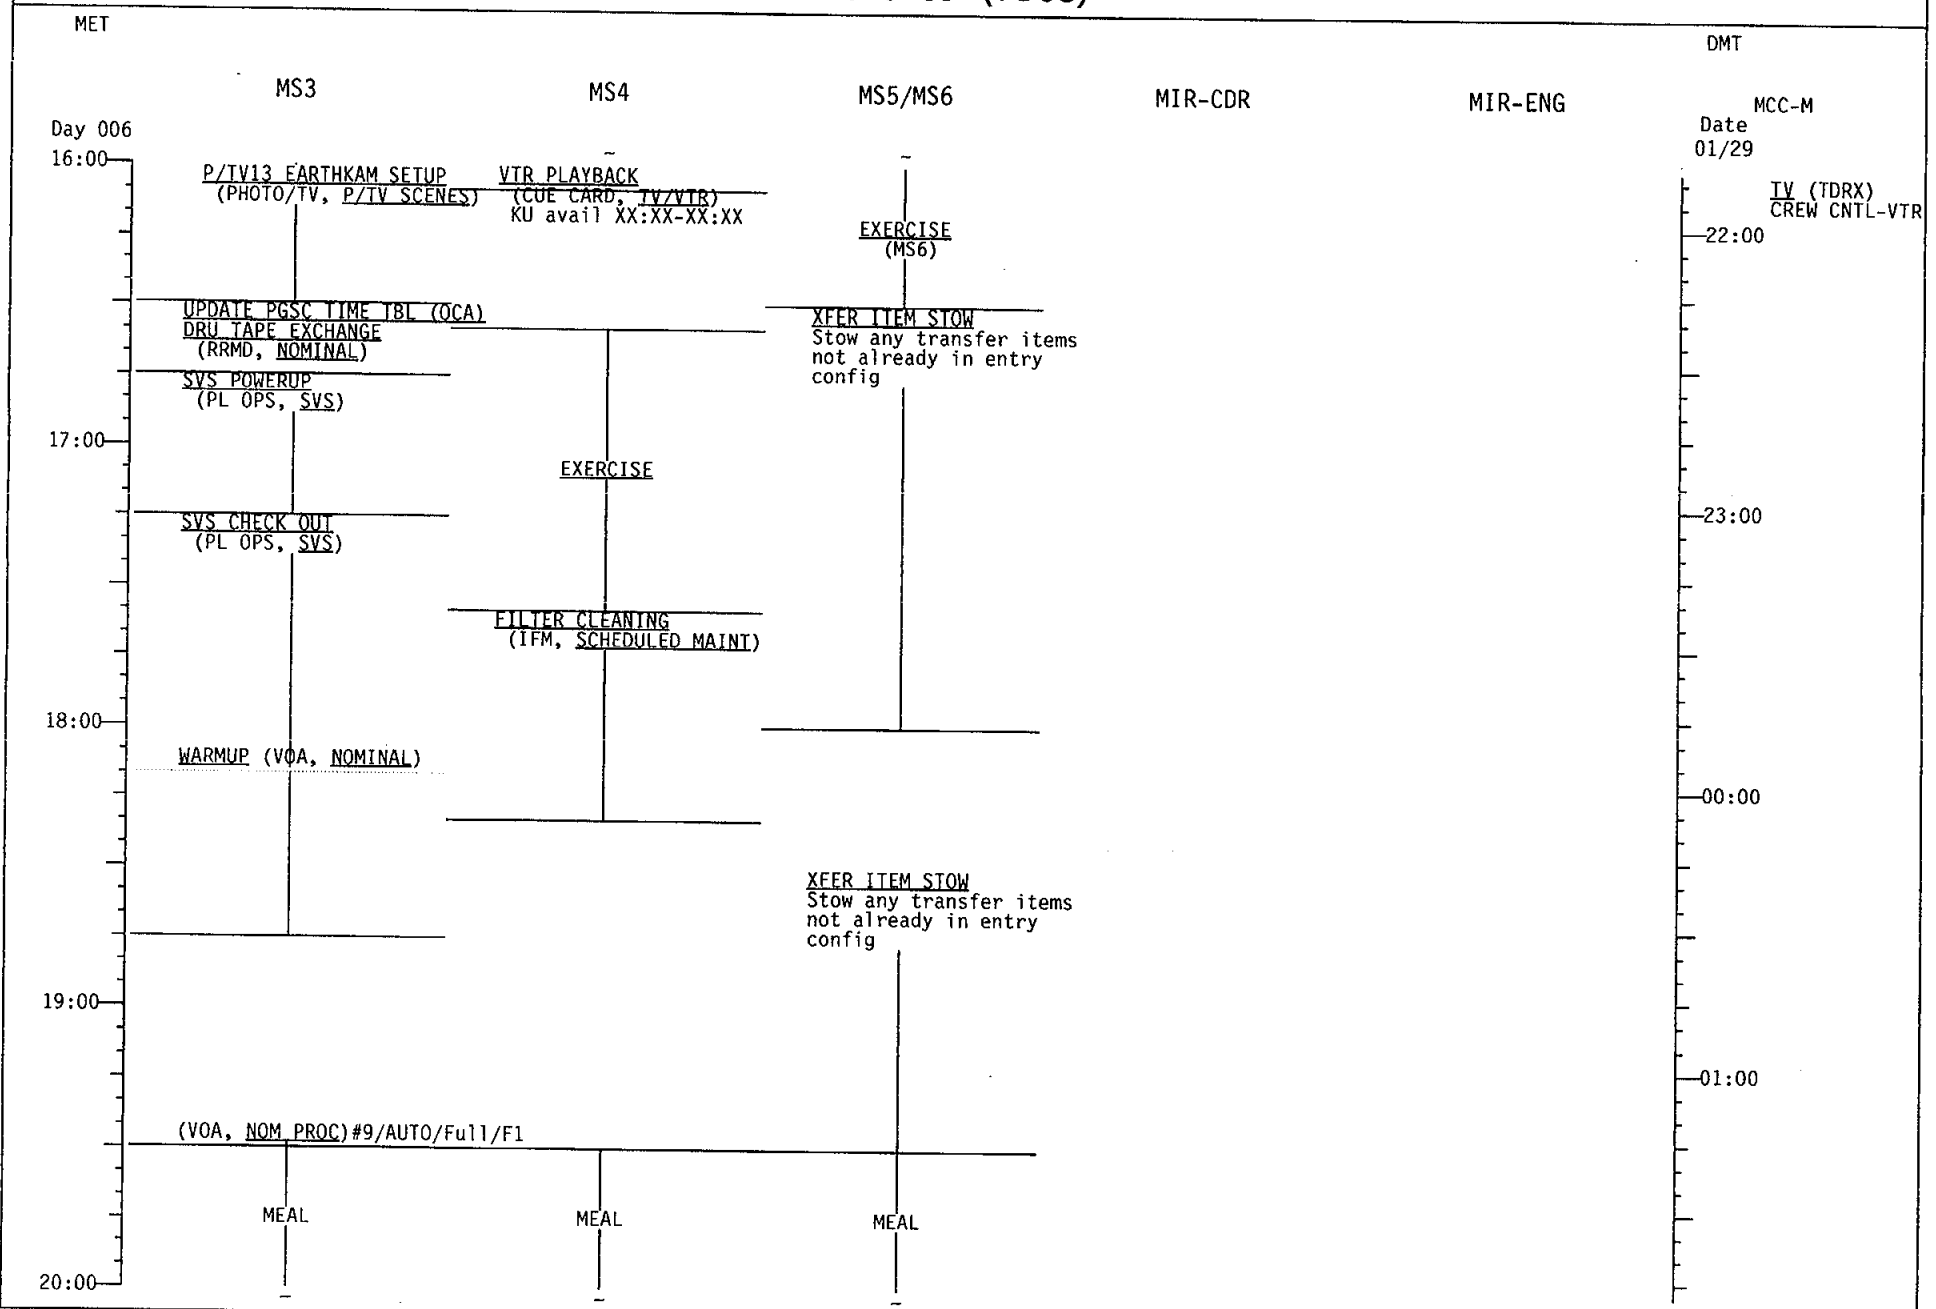 MET
DMT
MS3
MS4
MS5/MS6
MIR-CDR
MIR-ENG
MCC-M
Day 006
Date
01/29
16:00
P/TV13 EARTHKAM SETUP
(PHOTO/TV, P/TV SCENES)
VTR PLAYBACK
(CUE CARD, TV/VTR)
KU avail XX:XX-XX:XX
EXERCISE
(MS6)
TV (TDRX)
CREW CNTL-VTR
22:00
UPDATE PGSC TIME TBL (OCA)
DRU TAPE EXCHANGE
(RRMD, NOMINAL)
XFER ITEM STOW
Stow any transfer items
not already in entry
config
SVS POWERUP
(PL OPS, SVS)
17:00
EXERCISE
SVS CHECK OUT
(PL OPS, SVS)
23:00
FILTER CLEANING
(IFM, SCHEDULED MAINT)
18:00
WARMUP (VOA, NOMINAL)
00:00
XFER ITEM STOW
Stow any transfer items
not already in entry
config
19:00
01:00
(VOA, NOM PROC)#9/AUTO/Full/F1
MEAL
MEAL
MEAL
20:00